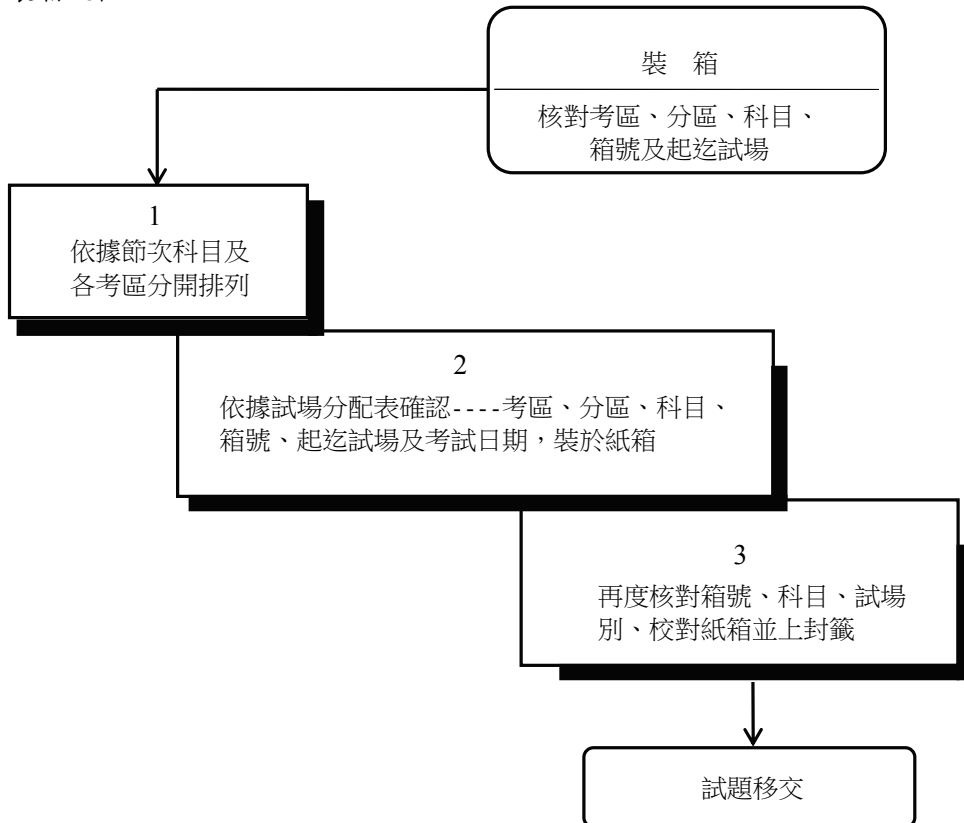 裝 箱
核對考區、分區、科目、
箱號及起迄試場
1
依據節次科目及
各考區分開排列
2
依據試場分配表確認----考區、分區、科目、
箱號、起迄試場及考試日期，裝於紙箱
3
再度核對箱號、科目、試場
別、校對紙箱並上封籤
試題移交